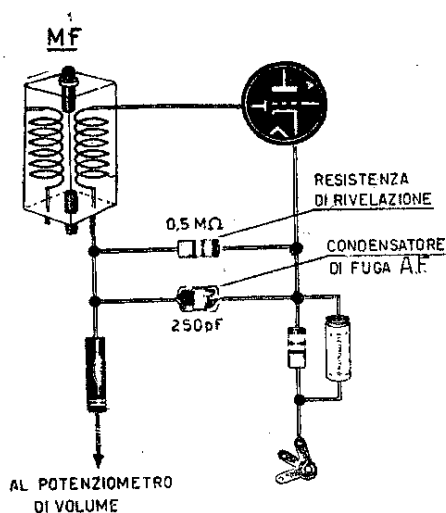 MF
RESISTENZA
DI RIVELAZIONE
0,5 MΩ
CONDENSATORE
DI FUGA A.F.
250pF
AL POTENZIOMETRO
DI VOLUME